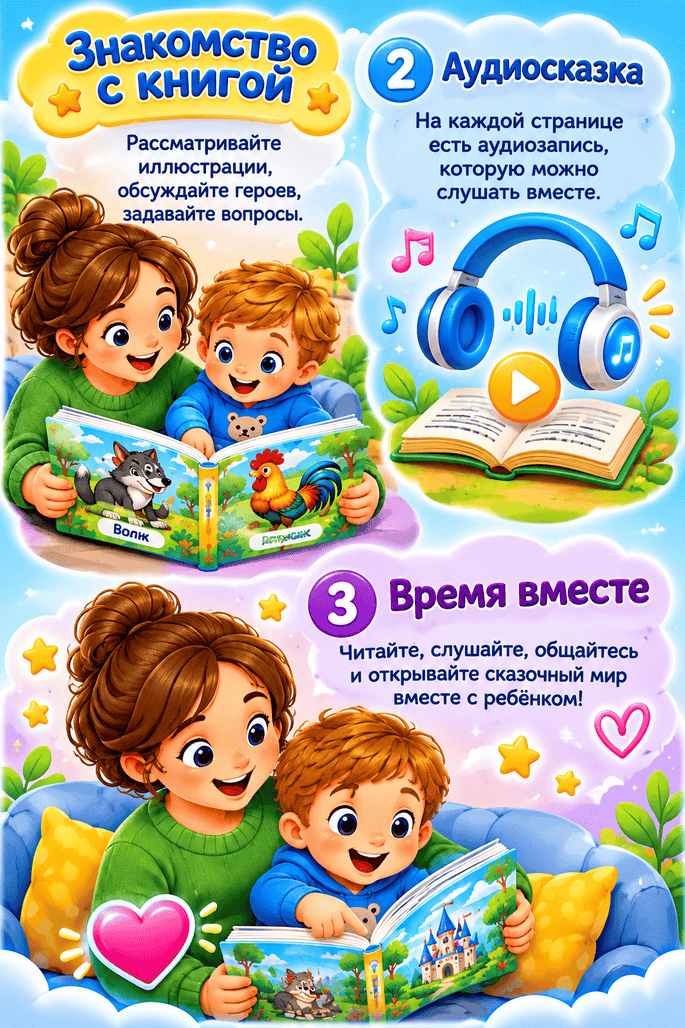 Знакомство
с книгой
Рассматривайте
иллюстрации,
обсуждайте героев,
задавайте вопросы.
2 Аудиосказка
На каждой странице
есть аудиозапись,
которую можно
слушать вместе.
Волк
3 Время вместе
Читайте, слушайте, общайтесь
и открывайте сказочный мир
вместе с ребёнком!